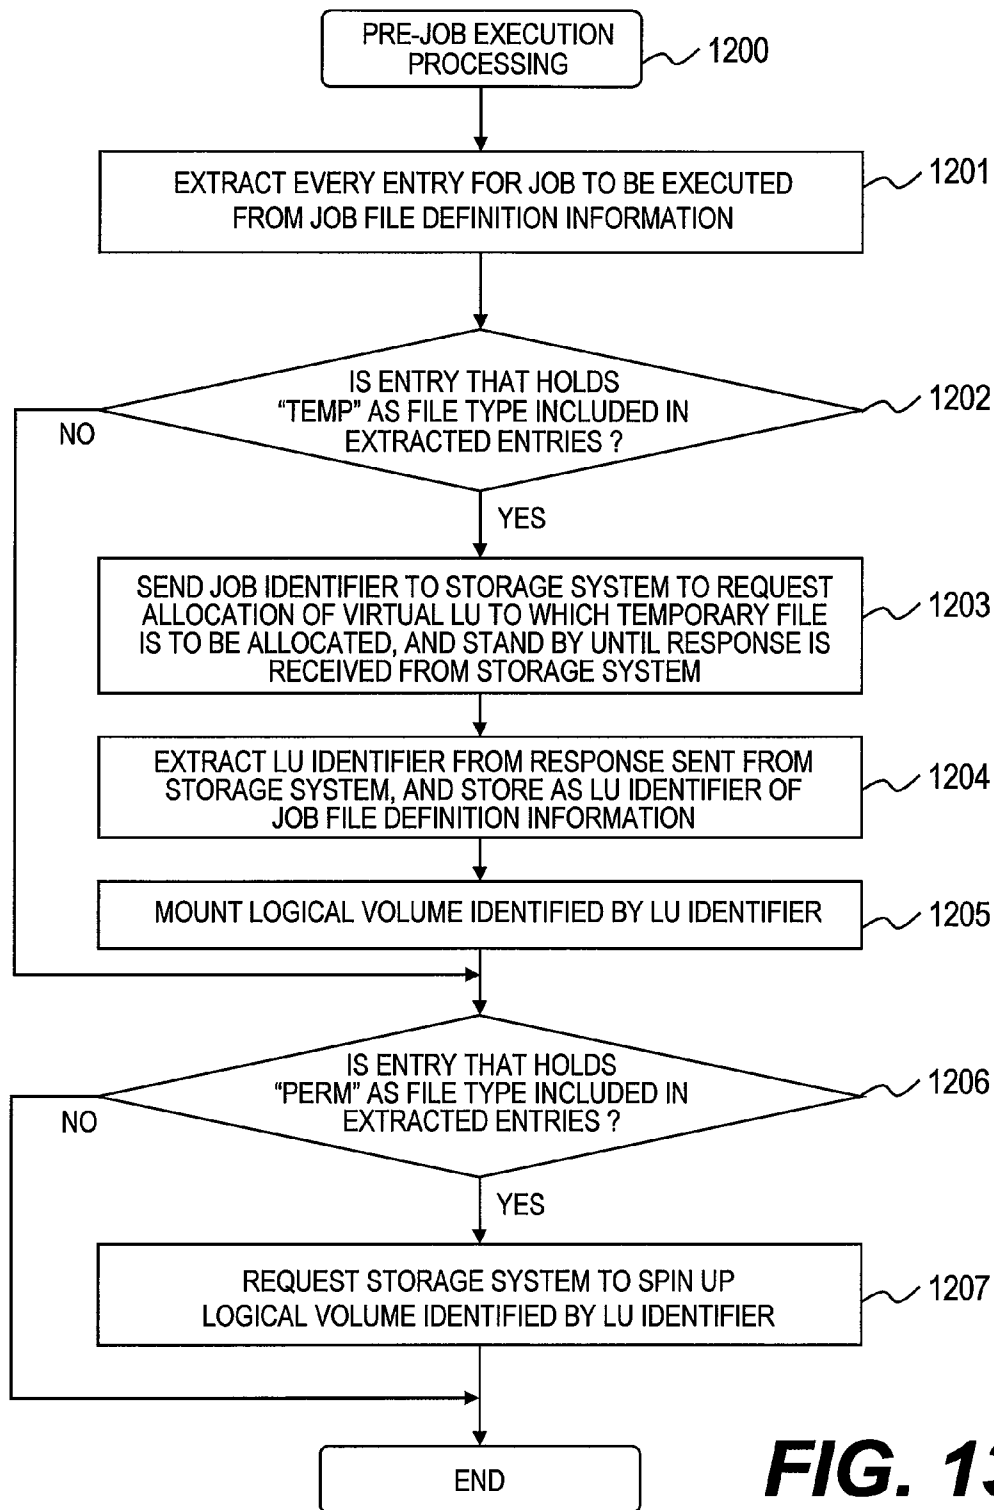 PRE-JOB EXECUTION
PROCESSING
1200
EXTRACT EVERY ENTRY FOR JOB TO BE EXECUTED
FROM JOB FILE DEFINITION INFORMATION
1201
IS ENTRY THAT HOLDS
“TEMP” AS FILE TYPE INCLUDED IN
EXTRACTED ENTRIES ?
1202
NO
YES
SEND JOB IDENTIFIER TO STORAGE SYSTEM TO REQUEST
ALLOCATION OF VIRTUAL LU TO WHICH TEMPORARY FILE
IS TO BE ALLOCATED, AND STAND BY UNTIL RESPONSE IS
RECEIVED FROM STORAGE SYSTEM
1203
EXTRACT LU IDENTIFIER FROM RESPONSE SENT FROM
STORAGE SYSTEM, AND STORE AS LU IDENTIFIER OF
JOB FILE DEFINITION INFORMATION
1204
MOUNT LOGICAL VOLUME IDENTIFIED BY LU IDENTIFIER
1205
IS ENTRY THAT HOLDS
“PERM” AS FILE TYPE INCLUDED IN
EXTRACTED ENTRIES ?
1206
NO
YES
REQUEST STORAGE SYSTEM TO SPIN UP
LOGICAL VOLUME IDENTIFIED BY LU IDENTIFIER
1207
END
FIG. 13